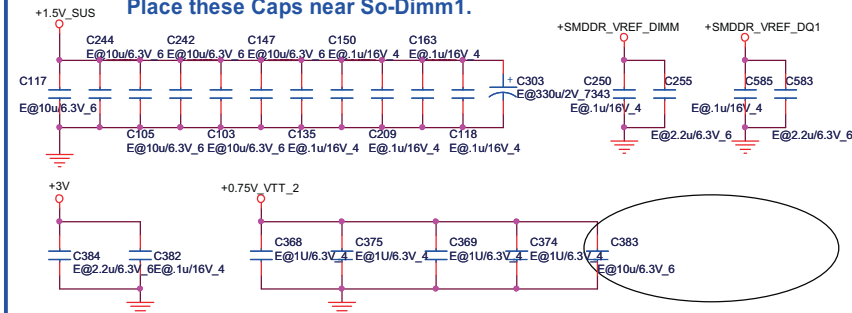 Place these Caps near So-Dimm1.
+1.5V_SUS
+SMDDR_VREF_DIMM
+SMDDR_VREF_DQ1
C244
E@10u/6.3V_6
C242
E@10u/6.3V_6
C147
E@10u/6.3V_6
C150
E@.1u/16V_4
C163
E@.1u/16V_4
C117
E@10u/6.3V_6
+
C303
E@330u/2V_7343
C250
E@.1u/16V_4
C255
E@2.2u/6.3V_6
C585
E@.1u/16V_4
C583
E@2.2u/6.3V_6
C105
E@10u/6.3V_6
C103
E@10u/6.3V_6
C135
E@.1u/16V_4
C209
E@.1u/16V_4
C118
E@.1u/16V_4
+3V
+0.75V_VTT_2
C384
E@2.2u/6.3V_6
C382
E@.1u/16V_4
C368
E@1U/6.3V_4
C375
E@1U/6.3V_4
C369
E@1U/6.3V_4
C374
E@1U/6.3V_4
C383
E@10u/6.3V_6